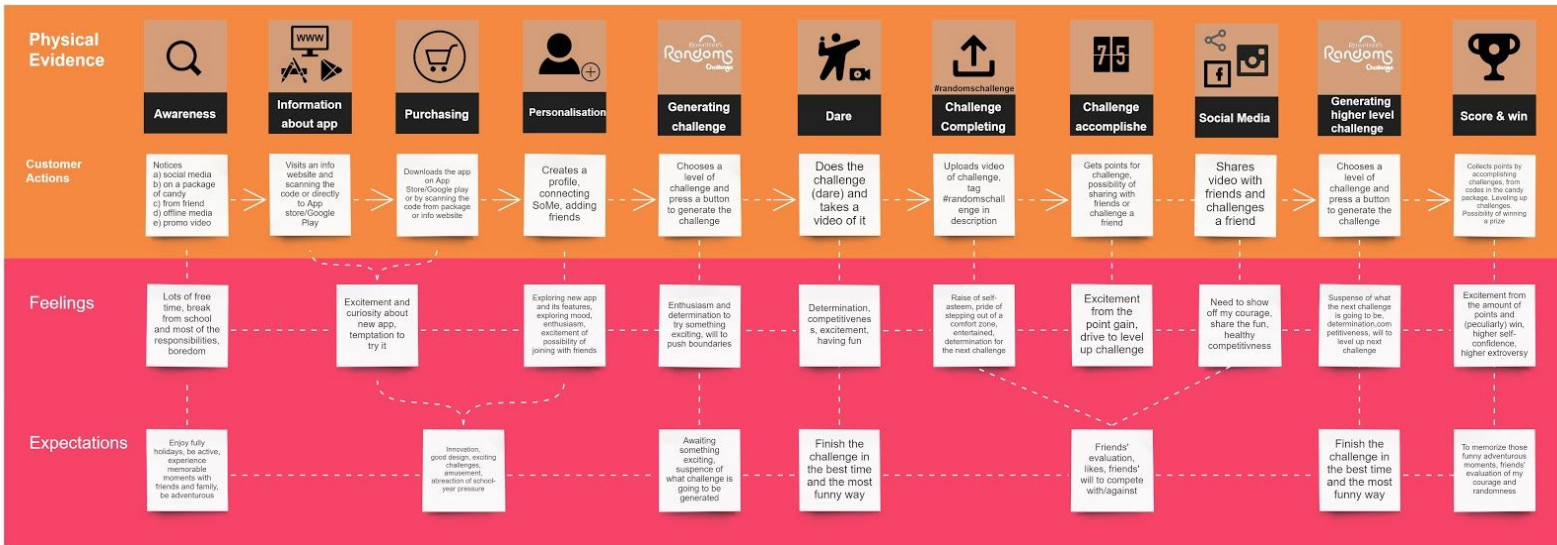 Physical
Evidence
www
Rowntree's
Randoms
Challenge
#randomschallenge
7 5
Rowntree's
Randoms
Challenge
Awareness
Information
about app
Purchasing
Personalisation
Generating
challenge
Dare
Challenge
Completing
Challenge
accomplishe
Social Media
Generating
higher level
challenge
Score & win
Customer
Actions
Notices
a) social media
b) on a package
of candy
c) from friend
d) offline media
e) promo video
Visits an info
website and
scanning the
code or directly
to App
store/Google
Play
Downloads the app
on App
Store/Google play
or by scanning the
code from package
or info website
Creates a
profile,
connecting
SoMe, adding
friends
Chooses a
level of
challenge and
press a button
to generate the
challenge
Does the
challenge
(dare) and
takes a
video of it
Uploads video
of challenge,
tag
#randomschall
enge in
description
Gets points for
challenge,
possibility of
sharing with
friends or
challenge a
friend
Shares
video with
friends and
challenges
a friend
Chooses a
level of
challenge and
press a button
to generate the
challenge
Collects points by
accomplishing
challenges, from
codes in the candy
package. Leveling up
challenges.
Possibility of winning
a prize
Feelings
Lots of free
time, break
from school
and most of the
responsibilities,
boredom
Excitement and
curiosity about
new app,
temptation to
try it
Exploring new app
and its features,
exploring mood,
enthusiasm,
excitement of
possibility of
joining with friends
Enthusiasm and
determination to
try something
exciting, will to
push boundaries
Determination,
competitivenes
s, excitement,
having fun
Raise of self-
asteem, pride of
stepping out of a
comfort zone,
entertained,
determination for
the next challenge
Excitement
from the
point gain,
drive to level
up challenge
Need to show
off my courage,
share the fun,
healthy
competitivness
Suspense of what
the next challenge
is going to be,
determination,com
petitiveness, will to
level up next
challenge
Excitement from
the amount of
points and
(peculiarly) win,
higher self-
confidence,
higher extroversy
Expectations
Enjoy fully
holidays, be active,
experience
memorable
moments with
friends and family,
be adventurous
Innovation,
good design, exciting
challenges,
amusement,
abreaction of school-
year pressure
Awaiting
something
exciting,
suspense of
what challenge is
going to be
generated
Finish the
challenge in
the best time
and the most
funny way
Friends'
evaluation,
likes, friends'
will to compete
with/against
Finish the
challenge in
the best time
and the most
funny way
To memorize those
funny adventurous
moments, friends'
evaluation of my
courage and
randomness